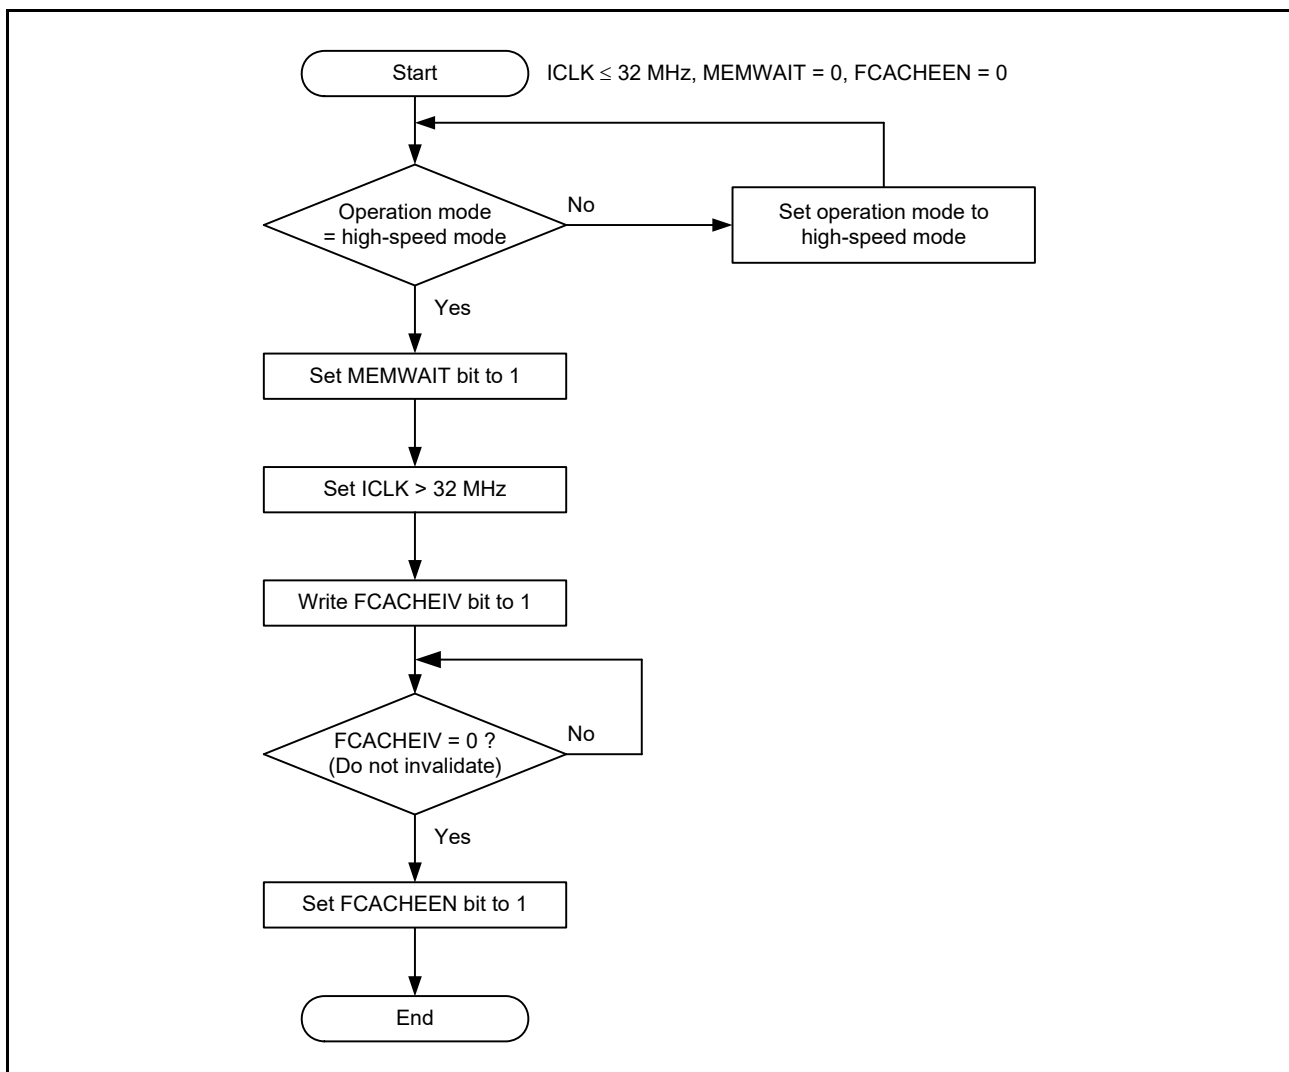 Start
ICLK ≤ 32 MHz, MEMWAIT = 0, FCACHEEN = 0
Operation mode
= high-speed mode
No
Set operation mode to
high-speed mode
Yes
Set MEMWAIT bit to 1
Set ICLK > 32 MHz
Write FCACHEIV bit to 1
FCACHEIV = 0 ?
(Do not invalidate)
No
Yes
Set FCACHEEN bit to 1
End